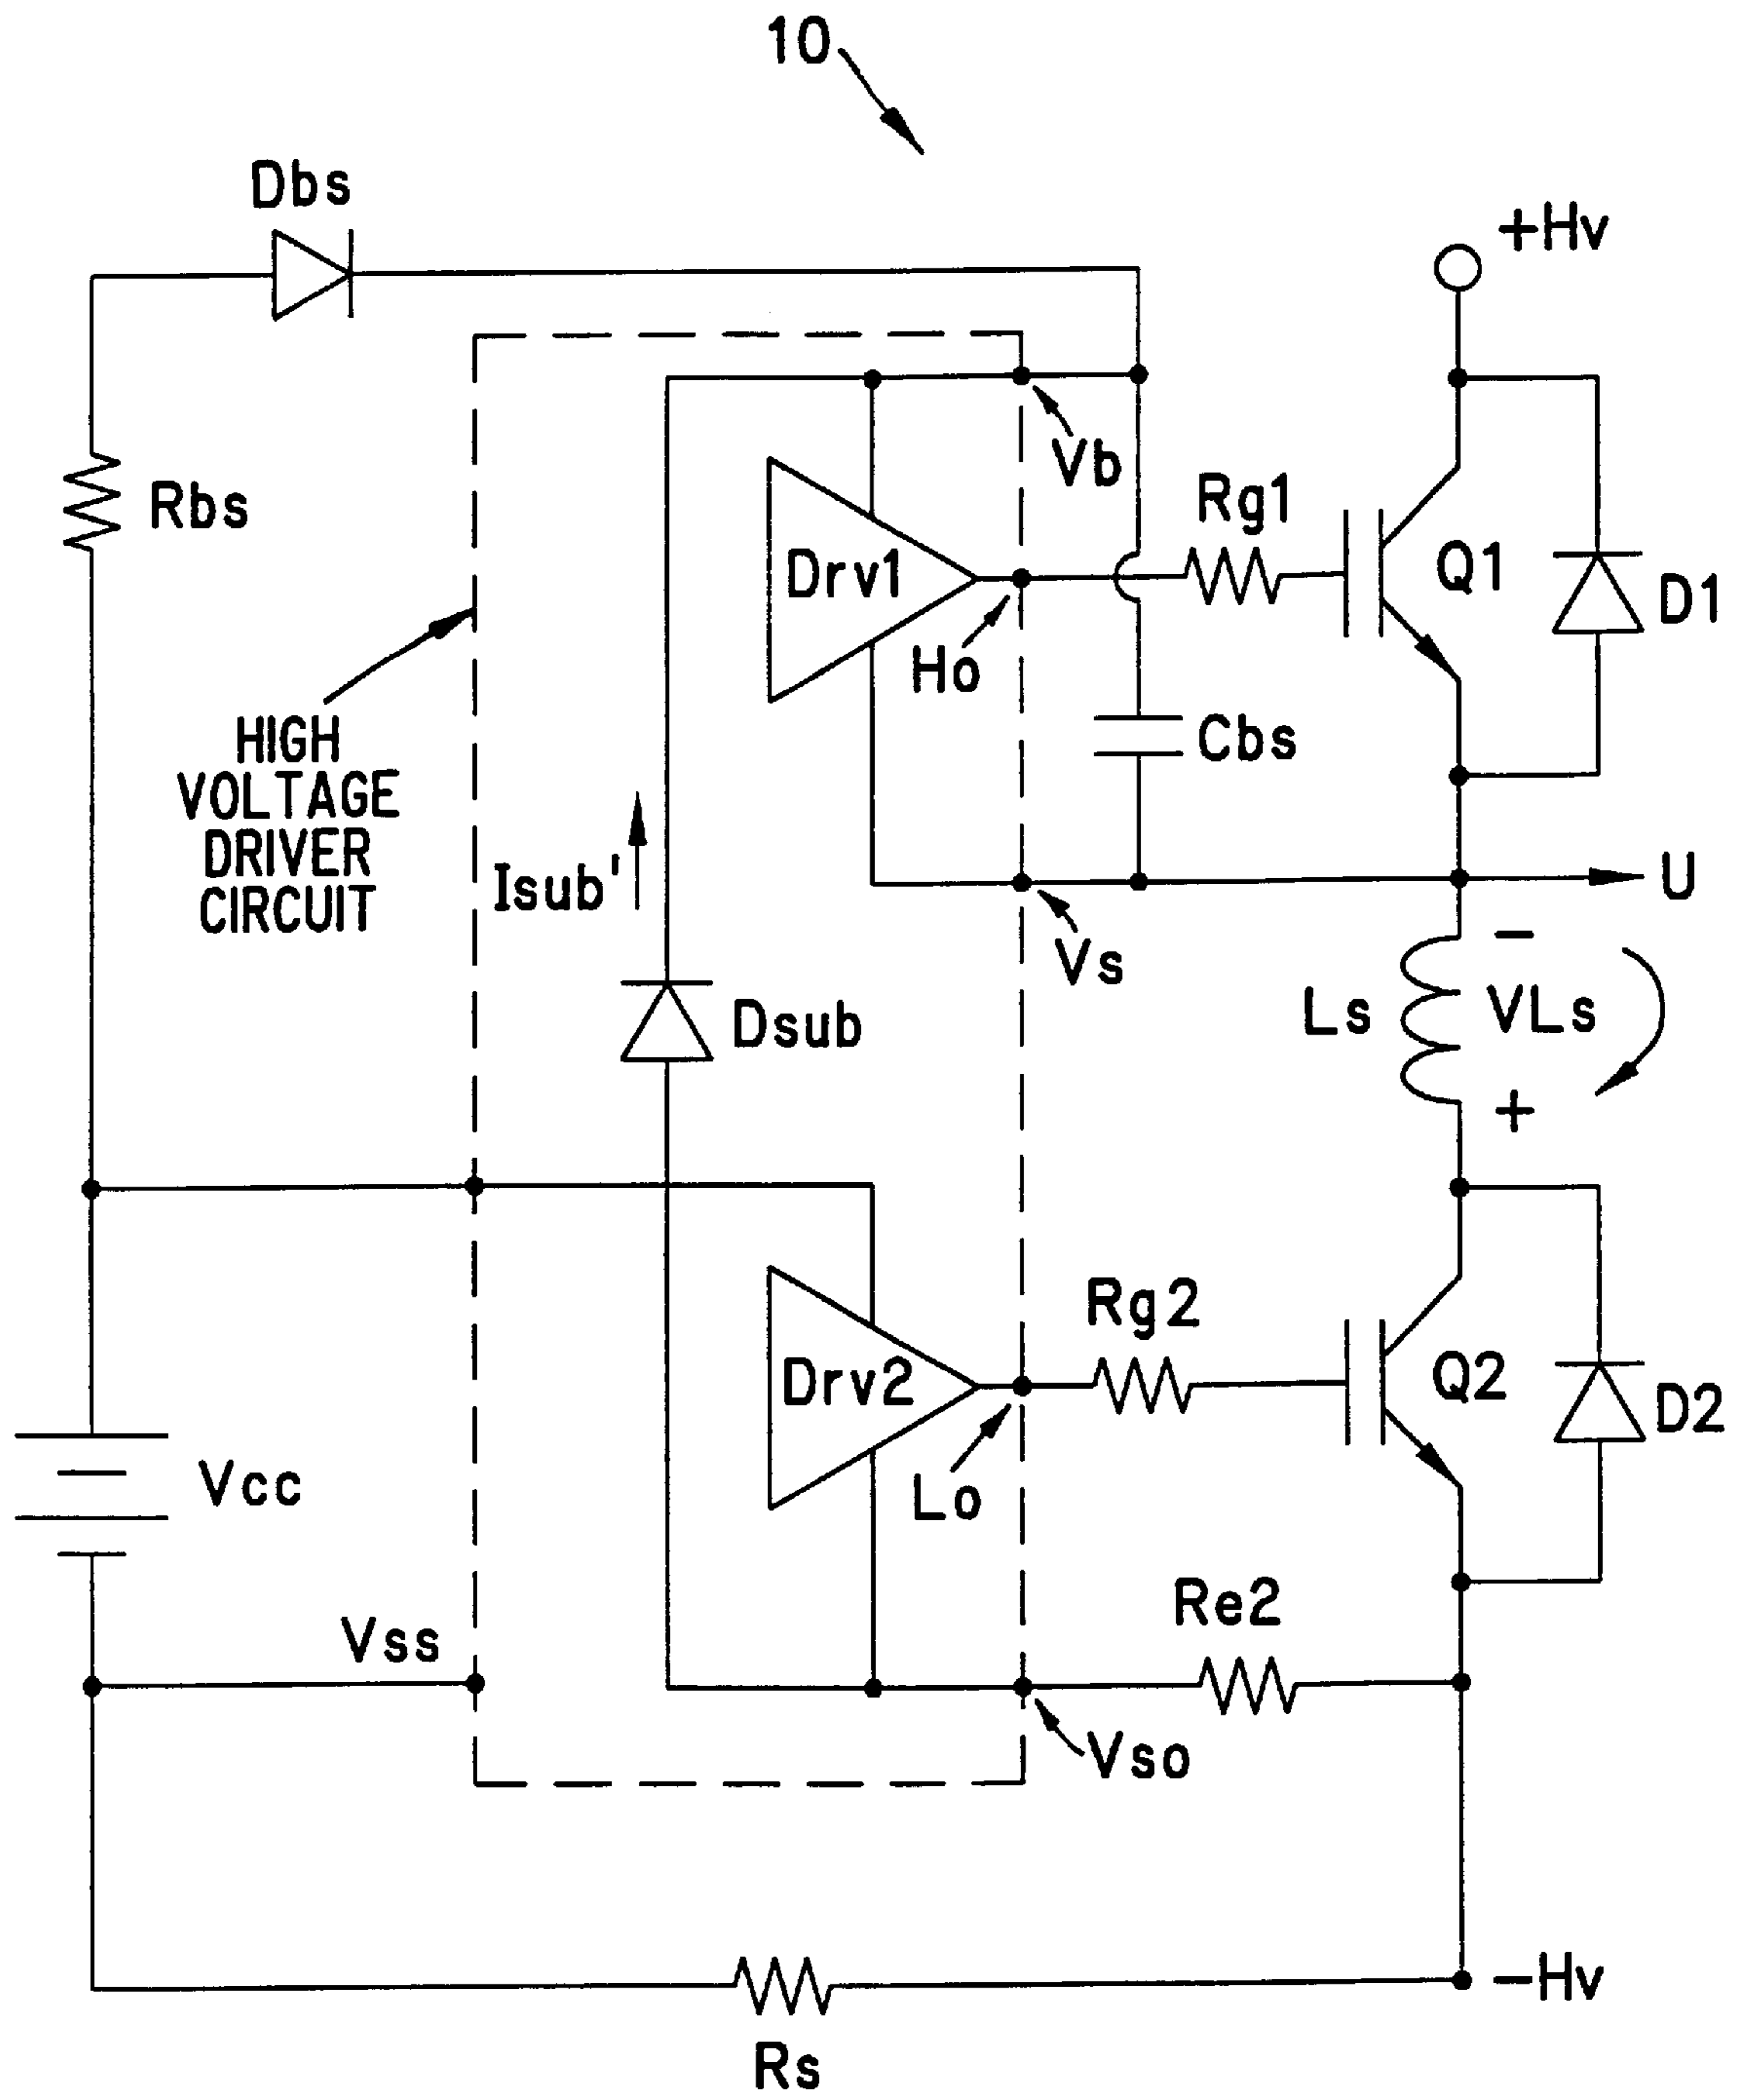 10
Dbs
+Hv
Vb
Rbs
Rg1
Drv1
Q1
D1
Ho
HIGH
VOLTAGE
DRIVER
CIRCUIT
Cbs
Isub'
U
Vs
−
Ls
VLs
Dsub
+
Rg2
Drv2
Q2
D2
Vcc
Lo
Re2
Vss
Vso
−Hv
Rs